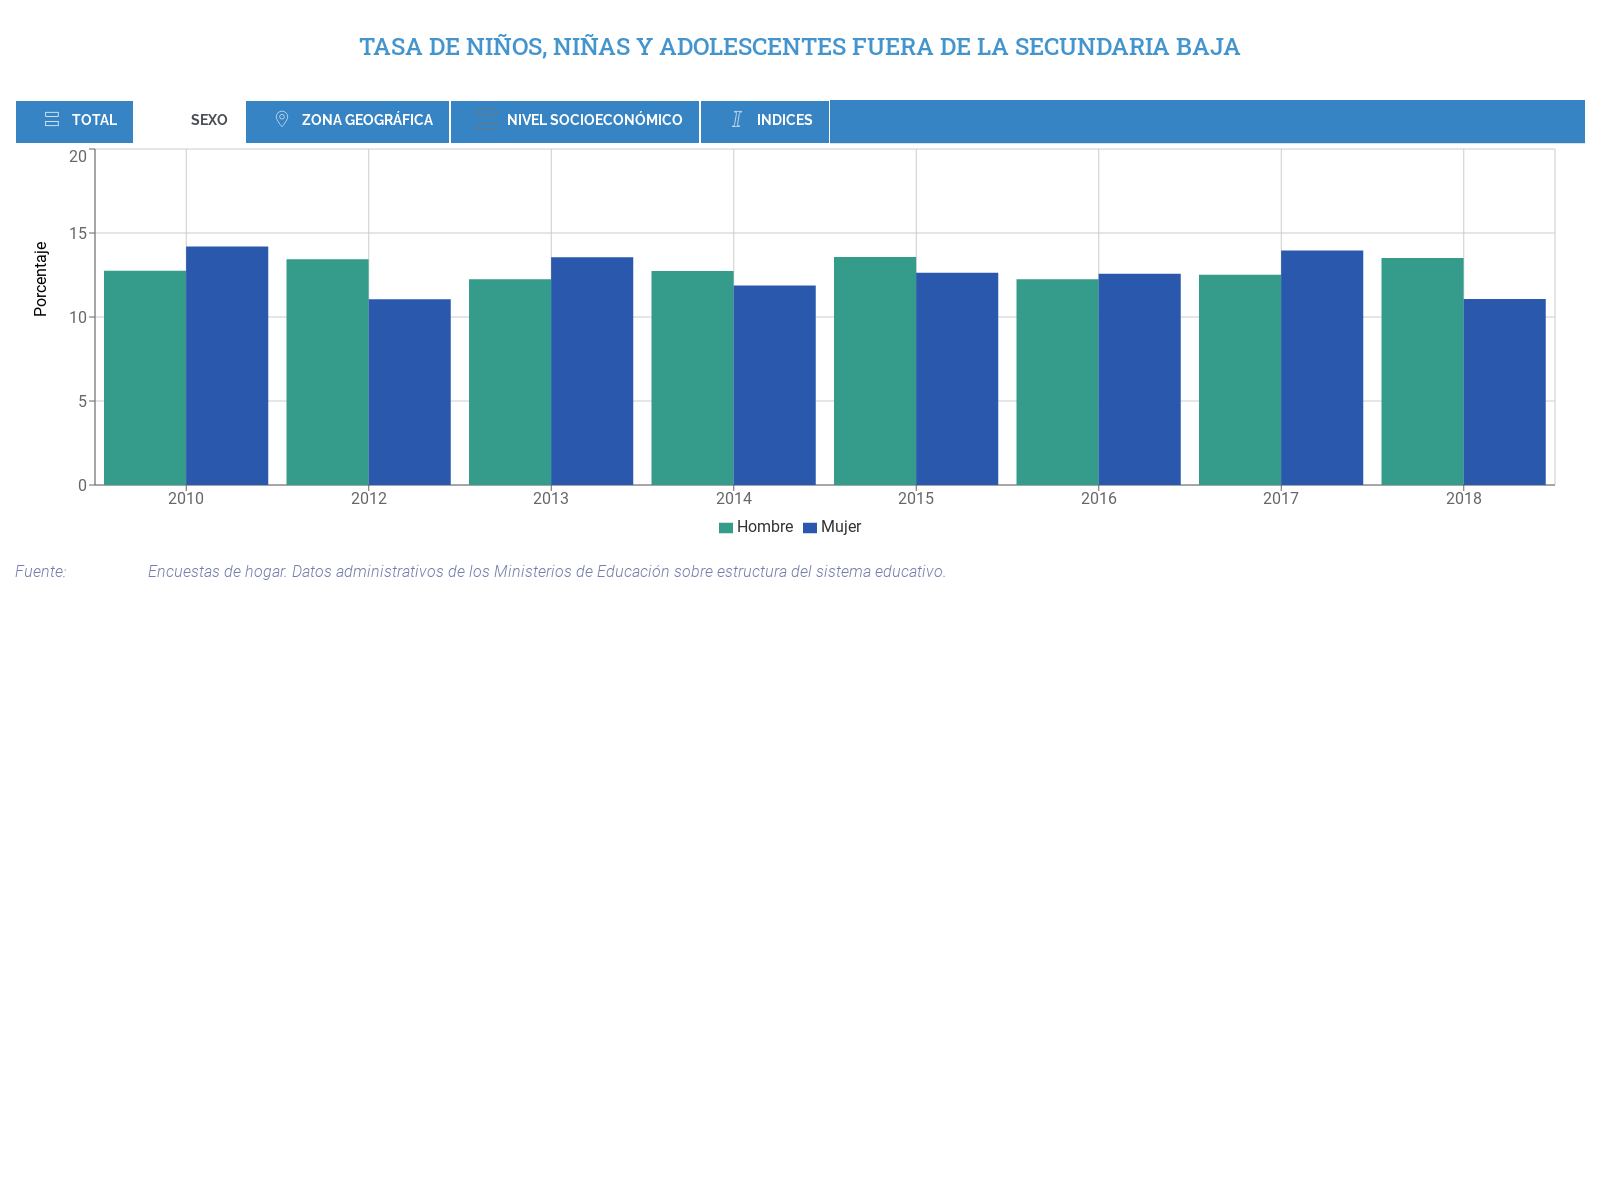 TASA DE NIÑOS, NIÑAS Y ADOLESCENTES FUERA DE LA SECUNDARIA BAJA
TOTAL SEXO ZONA GEOGRÁFICA NIVEL SOCIOECONÓMICO INDICES
20
15
10
5
0
Porcentaje
2010 2012 2013 2014 2015 2016 2017 2018
Hombre Mujer
Fuente: Encuestas de hogar. Datos administrativos de los Ministerios de Educación sobre estructura del sistema educativo.